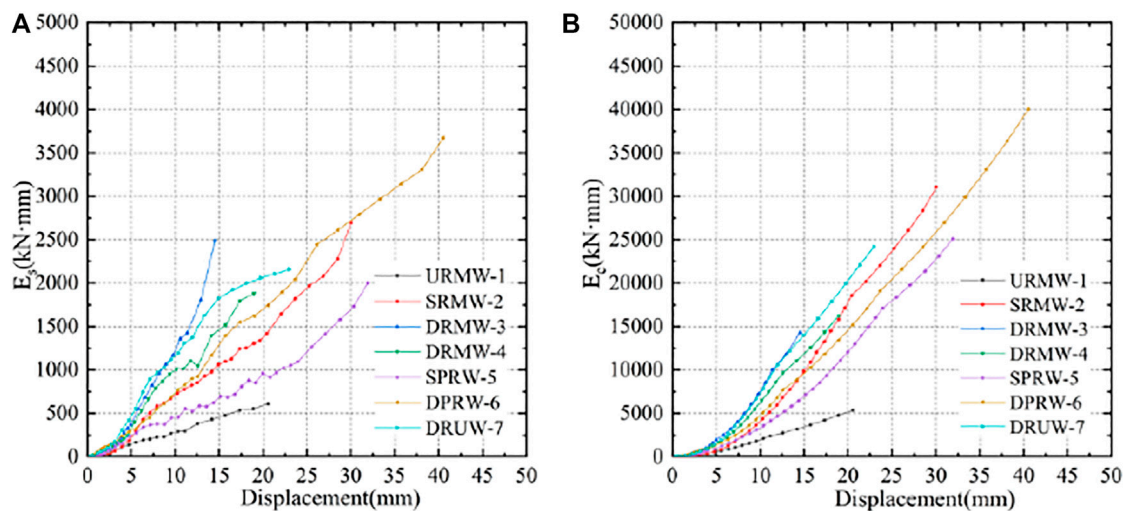 A
5000
4500
4000
3500
3000
2500
2000
1500
1000
500
0
Es(kN·mm)
0 5 10 15 20 25 30 35 40 45 50
Displacement(mm)
URMW-1
SRMW-2
DRMW-3
DRMW-4
SPRW-5
DPRW-6
DRUW-7
B
50000
45000
40000
35000
30000
25000
20000
15000
10000
5000
0
Ec(kN·mm)
0 5 10 15 20 25 30 35 40 45 50
Displacement(mm)
URMW-1
SRMW-2
DRMW-3
DRMW-4
SPRW-5
DPRW-6
DRUW-7